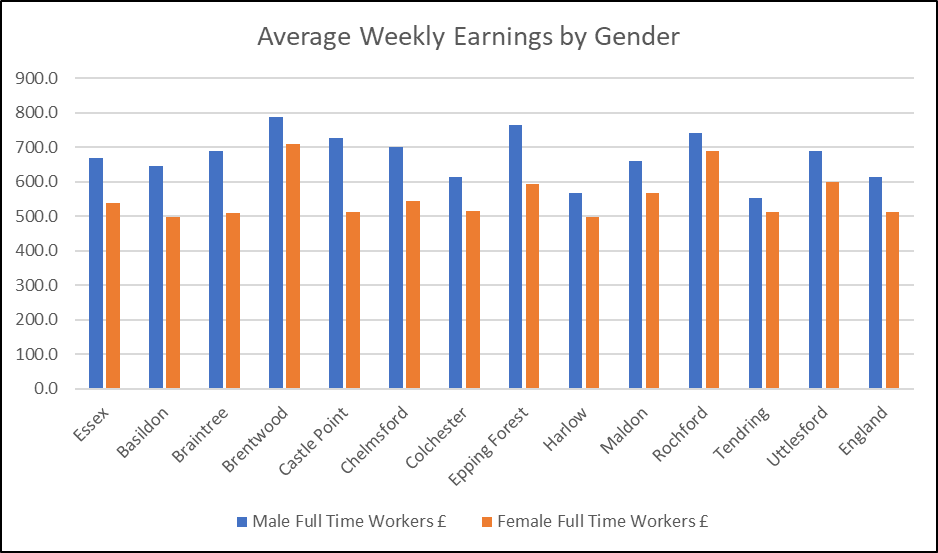 Average Weekly Earnings by Gender
900.0
800.0
700.0
600.0
500.0
400.0
300.0
200.0
100.0
0.0
Essex
Basildon
Braintree
Brentwood
Castle Point
Chelmsford
Colchester
Epping Forest
Harlow
Maldon
Rochford
Tendring
Uttlesford
England
Male Full Time Workers £
Female Full Time Workers £